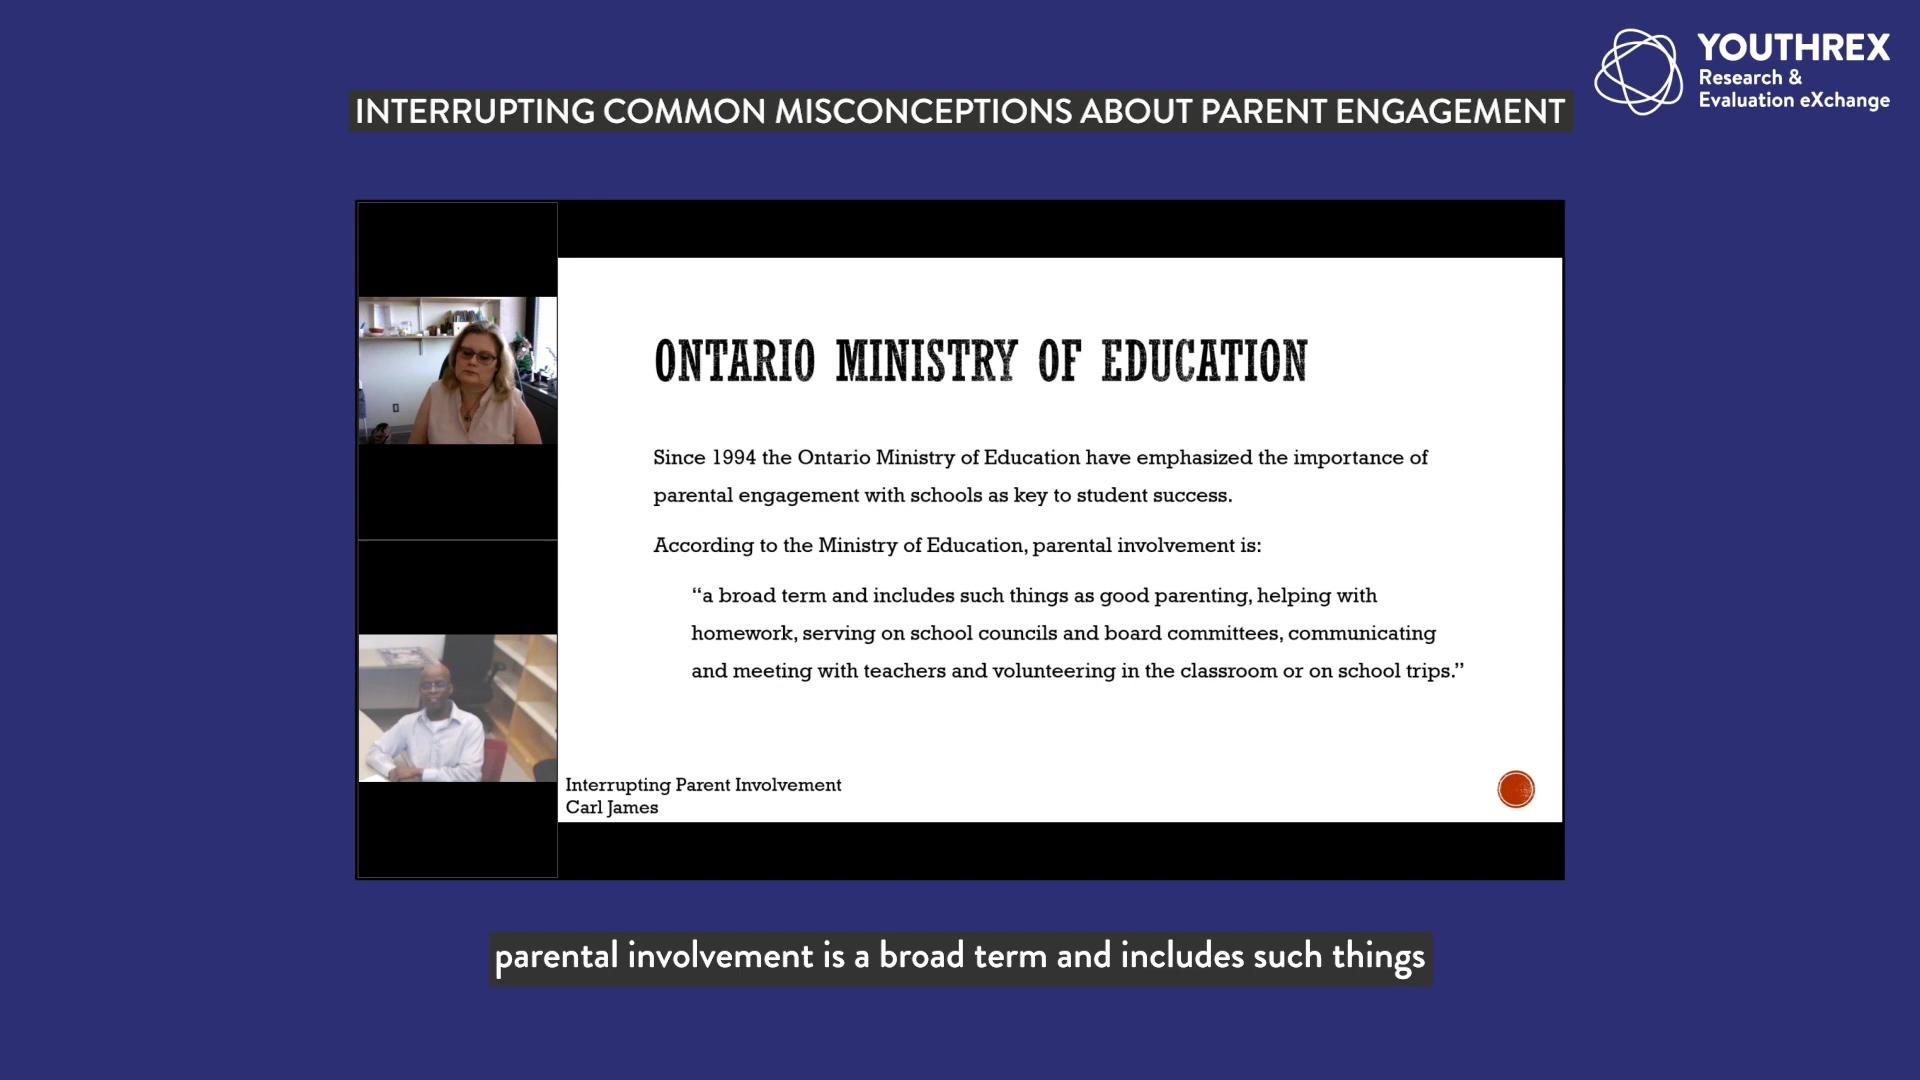 YOUTHREX
Research &
Evaluation eXchange
INTERRUPTING COMMON MISCONCEPTIONS ABOUT PARENT ENGAGEMENT
ONTARIO MINISTRY OF EDUCATION
Since 1994 the Ontario Ministry of Education have emphasized the importance of
parental engagement with schools as key to student success.
According to the Ministry of Education, parental involvement is:
“a broad term and includes such things as good parenting, helping with
homework, serving on school councils and board committees, communicating
and meeting with teachers and volunteering in the classroom or on school trips.”
Interrupting Parent Involvement
Carl James
parental involvement is a broad term and includes such things